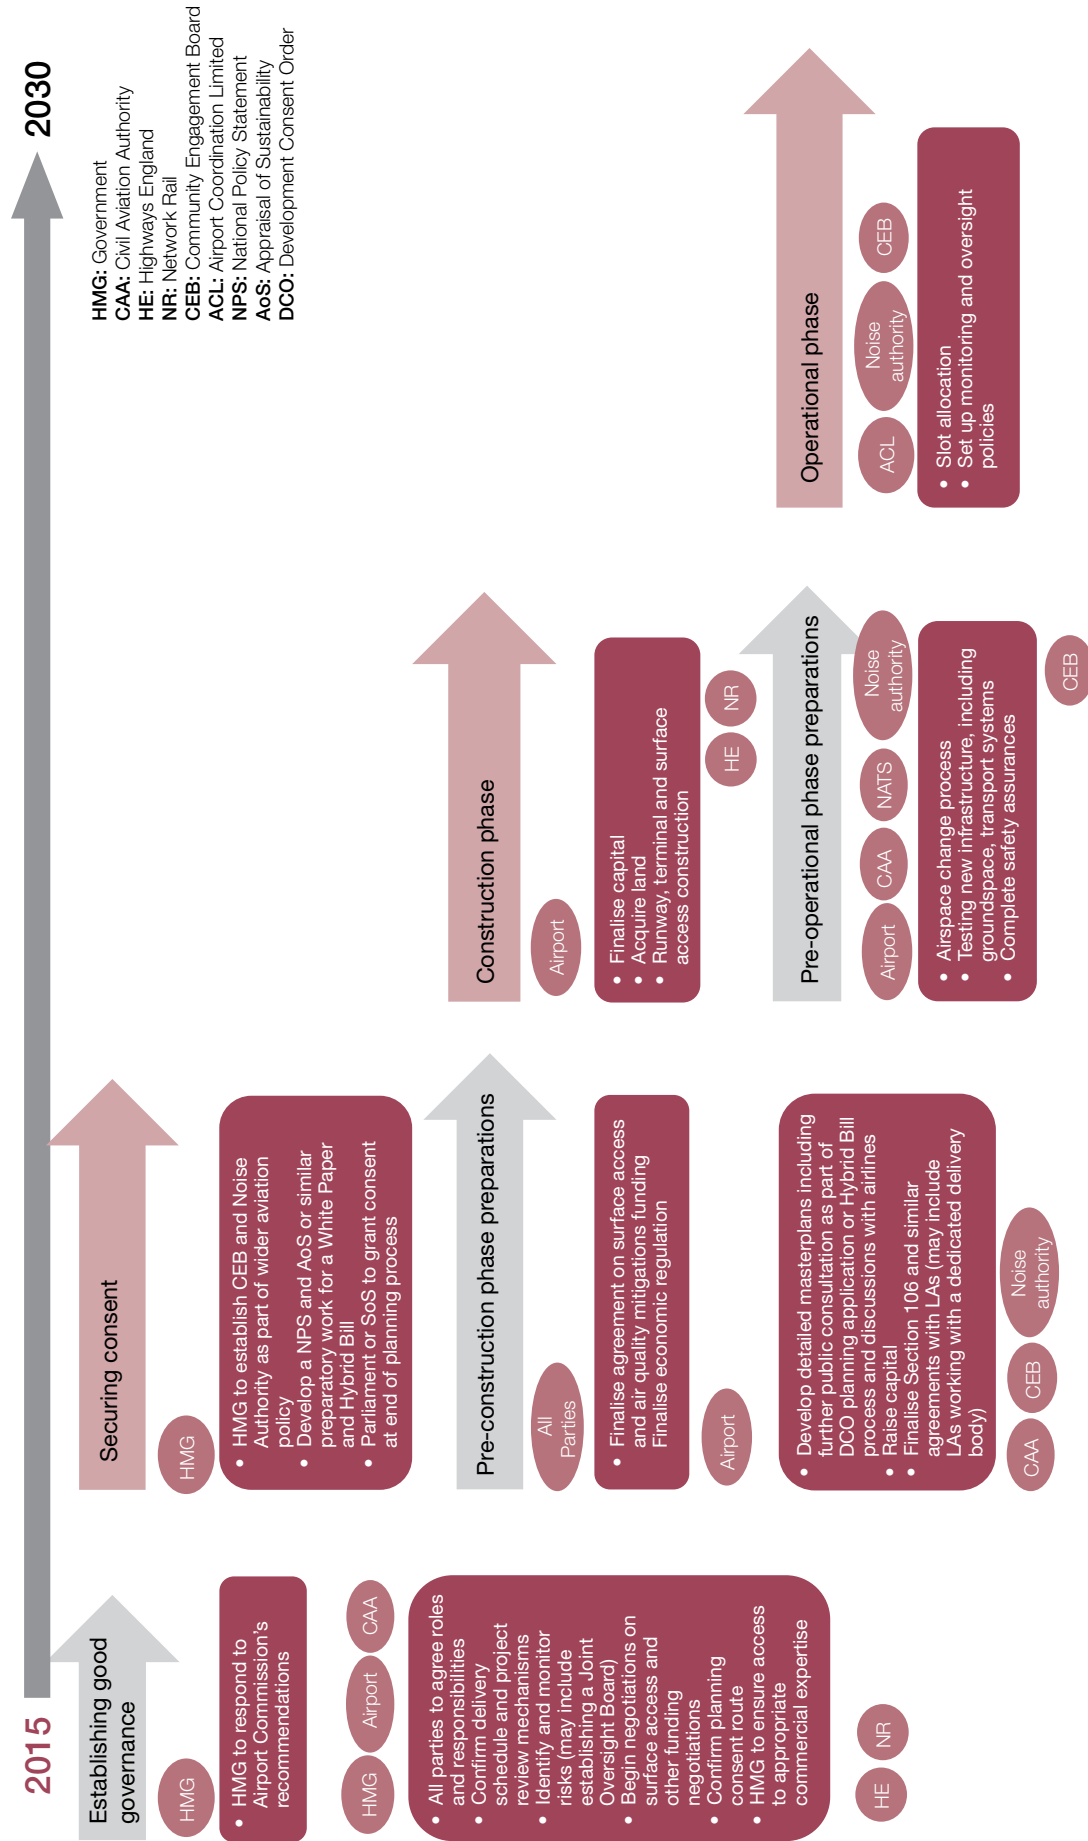 2015
2030
HMG: Government
CAA: Civil Aviation Authority
HE: Highways England
NR: Network Rail
CEB: Community Engagement Board
ACL: Airport Coordination Limited
NPS: National Policy Statement
AoS: Appraisal of Sustainability
DCO: Development Consent Order
Establishing good
governance
HMG
• HMG to respond to
Airport Commission's
recommendations
HMG
Airport
CAA
• All parties to agree roles
and responsibilities
• Confirm delivery
schedule and project
review mechanisms
• Identify and monitor
risks (may include
establishing a Joint
Oversight Board)
• Begin negotiations on
surface access and
other funding
negotiations
• Confirm planning
consent route
• HMG to ensure access
to appropriate
commercial expertise
HE
NR
Securing consent
HMG
• HMG to establish CEB and Noise
Authority as part of wider aviation
policy
• Develop a NPS and AoS or similar
preparatory work for a White Paper
and Hybrid Bill
• Parliament or SoS to grant consent
at end of planning process
Pre-construction phase preparations
All
Parties
• Finalise agreement on surface access
and air quality mitigations funding
Finalise economic regulation
Airport
• Develop detailed masterplans including
further public consultation as part of
DCO planning application or Hybrid Bill
process and discussions with airlines
• Raise capital
• Finalise Section 106 and similar
agreements with LAs (may include
LAs working with a dedicated delivery
body)
CAA
CEB
Noise
authority
Construction phase
Airport
• Finalise capital
• Acquire land
• Runway, terminal and surface
access construction
HE
NR
Pre-operational phase preparations
Airport
CAA
NATS
Noise
authority
• Airspace change process
• Testing new infrastructure, including
groundspace, transport systems
• Complete safety assurances
CEB
Operational phase
ACL
Noise
authority
CEB
• Slot allocation
• Set up monitoring and oversight
policies